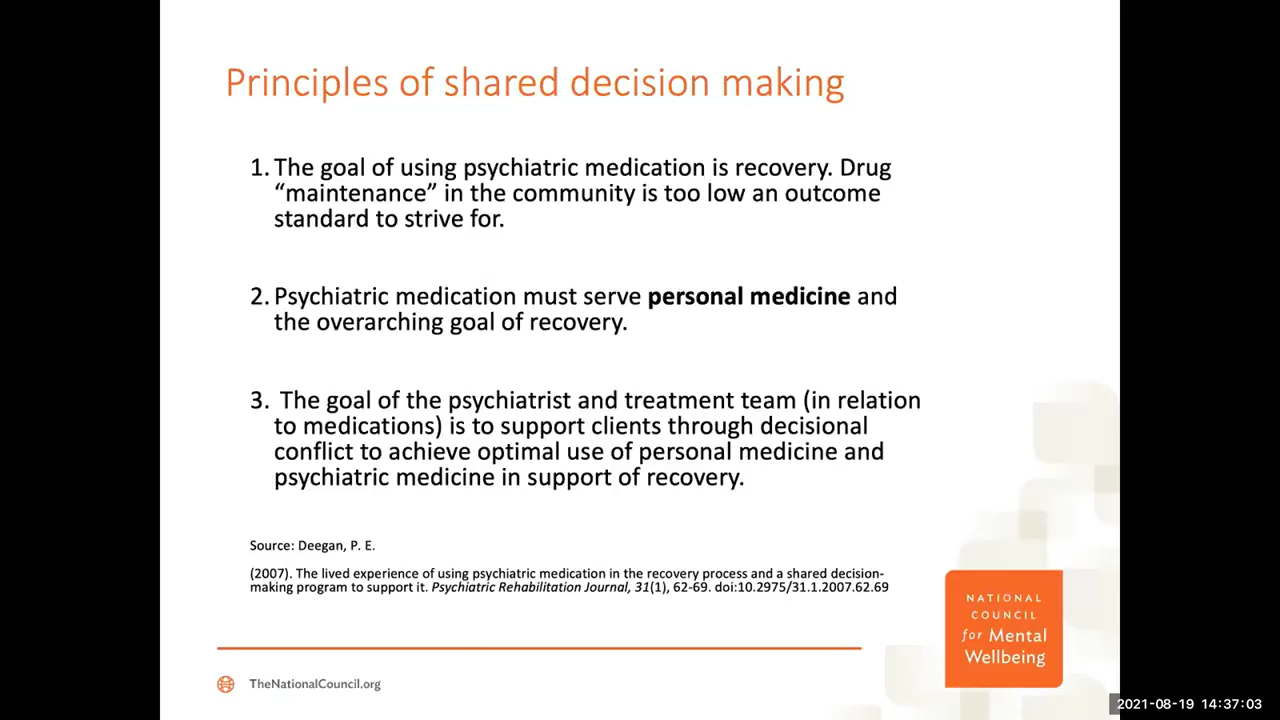 Principles of shared decision making
1. The goal of using psychiatric medication is recovery. Drug
“maintenance” in the community is too low an outcome
standard to strive for.
2. Psychiatric medication must serve personal medicine and
the overarching goal of recovery.
3. The goal of the psychiatrist and treatment team (in relation
to medications) is to support clients through decisional
conflict to achieve optimal use of personal medicine and
psychiatric medicine in support of recovery.
Source: Deegan, P. E.
(2007). The lived experience of using psychiatric medication in the recovery process and a shared decision-
making program to support it. Psychiatric Rehabilitation Journal, 31(1), 62-69. doi:10.2975/31.1.2007.62.69
NATIONAL
COUNCIL
for Mental
Wellbeing
TheNationalCouncil.org
2021-08-19 14:37:03